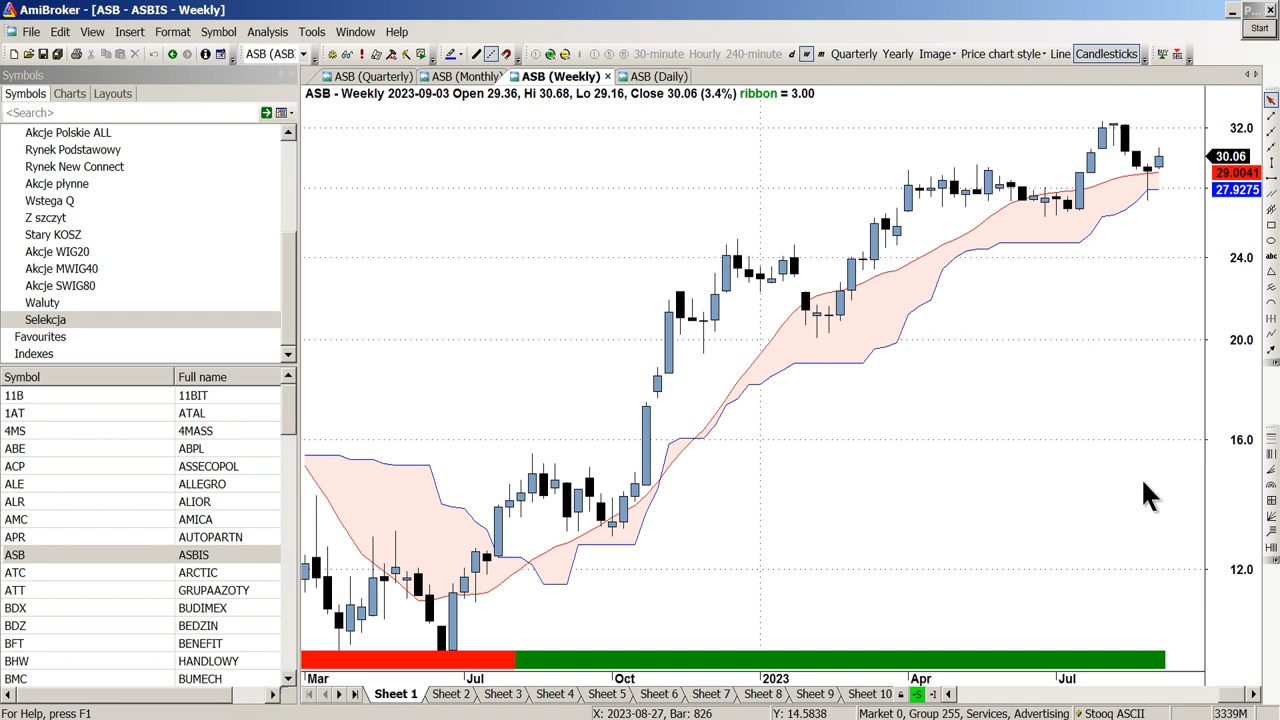 AmiBroker - [ASB - ASBIS - Weekly]
Start
File Edit View Insert Format Symbol Analysis Tools Window Help
ASB (ASB 30-minute Hourly 240-minute d w m Quarterly Yearly Image Price chart style Line Candlesticks
Symbols
ASB (Quarterly) ASB (Monthly) ASB (Weekly) ASB (Daily)
Symbols Charts Layouts
ASB - Weekly 2023-09-03 Open 29.36, Hi 30.68, Lo 29.16, Close 30.06 (3.4%) ribbon = 3.00
<Search>
Akcje Polskie ALL
Rynek Podstawowy
Rynek New Connect
Akcje płynne
Wstega Q
Z szczyt
Stary KOSZ
Akcje WIG20
Akcje MWIG40
Akcje SWIG80
Waluty
Selekcja
Favourites
Indexes
Symbol Full name
11B 11BIT
1AT ATAL
4MS 4MASS
ABE ABPL
ACP ASSECOPOL
ALE ALLEGRO
ALR ALIOR
AMC AMICA
APR AUTOPARTN
ASB ASBIS
ATC ARCTIC
ATT GRUPAAZOTY
BDX BUDIMEX
BDZ BEDZIN
BFT BENEFIT
BHW HANDLOWY
BMC BUMECH
32.0
30.06
29.0041
27.9275
24.0
20.0
16.0
12.0
Mar Jul Oct 2023 Apr Jul
Sheet 1 Sheet 2 Sheet 3 Sheet 4 Sheet 5 Sheet 6 Sheet 7 Sheet 8 Sheet 9 Sheet 10
For Help, press F1 X: 2023-08-27, Bar: 826 Y: 14.5838 Market 0, Group 255, Services, Advertising Stooq ASCII 3339M